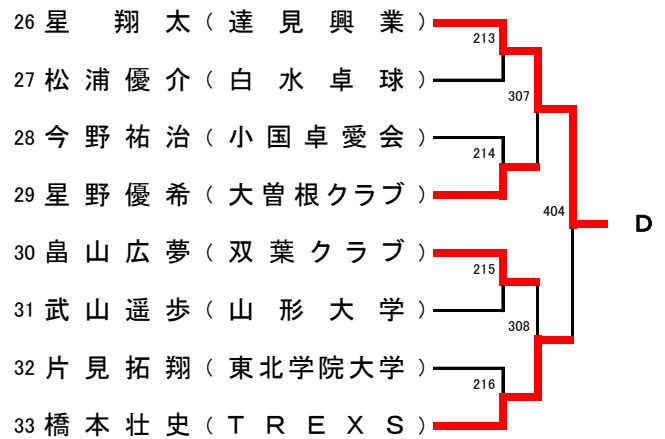 26 星 翔 太 ( 達 見 興 業 )
213
27 松 浦 優 介 ( 白 水 卓 球 )
307
28 今 野 祐 治 ( 小 国 卓 愛 会 )
214
29 星 野 優 希 ( 大 曽 根 クラブ )
404
D
30 畠 山 広 夢 ( 双 葉 ク ラ ブ )
215
31 武 山 遥 歩 ( 山 形 大 学 )
308
32 片 見 拓 翔 ( 東北学院大学 )
216
33 橋 本 壮 史 ( T R E X S )